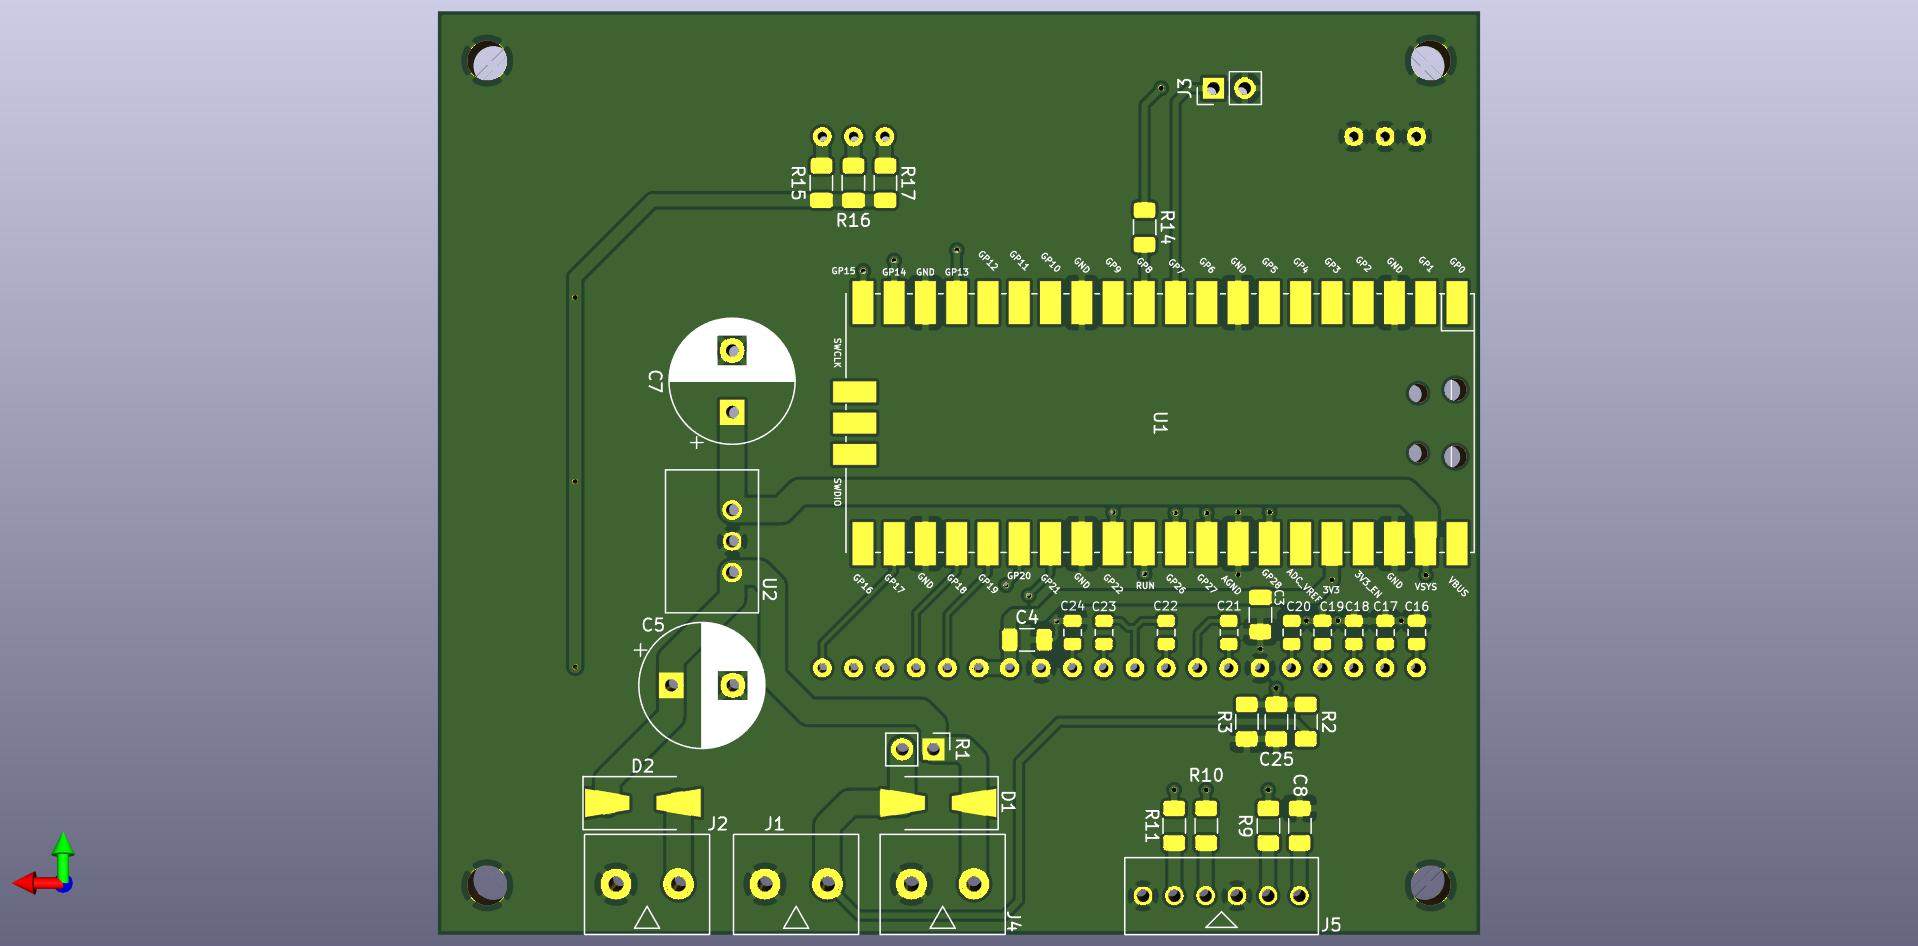 J3
R15
R17
R16
R14
GP15
GP14
GND
GP13
GP12
GP11
GP10
GND
GP9
GP8
GP7
GP6
GND
GP5
GP4
GP3
GP2
GND
GP1
GP0
SWCLK
C7
+
U1
SWDIO
GP16
GP17
GND
GP18
GP19
GP20
GP21
GND
GP22
RUN
GP26
GP27
AGND
GP28
ADC_VREF
3V3
3V3_EN
GND
VSYS
VBUS
U2
C5
+
C4
C24
C23
C22
C21
C3
C20
C19
C18
C17
C16
R3
R2
C25
R1
D2
D1
R10
C8
R11
R9
J2
J1
J4
J5